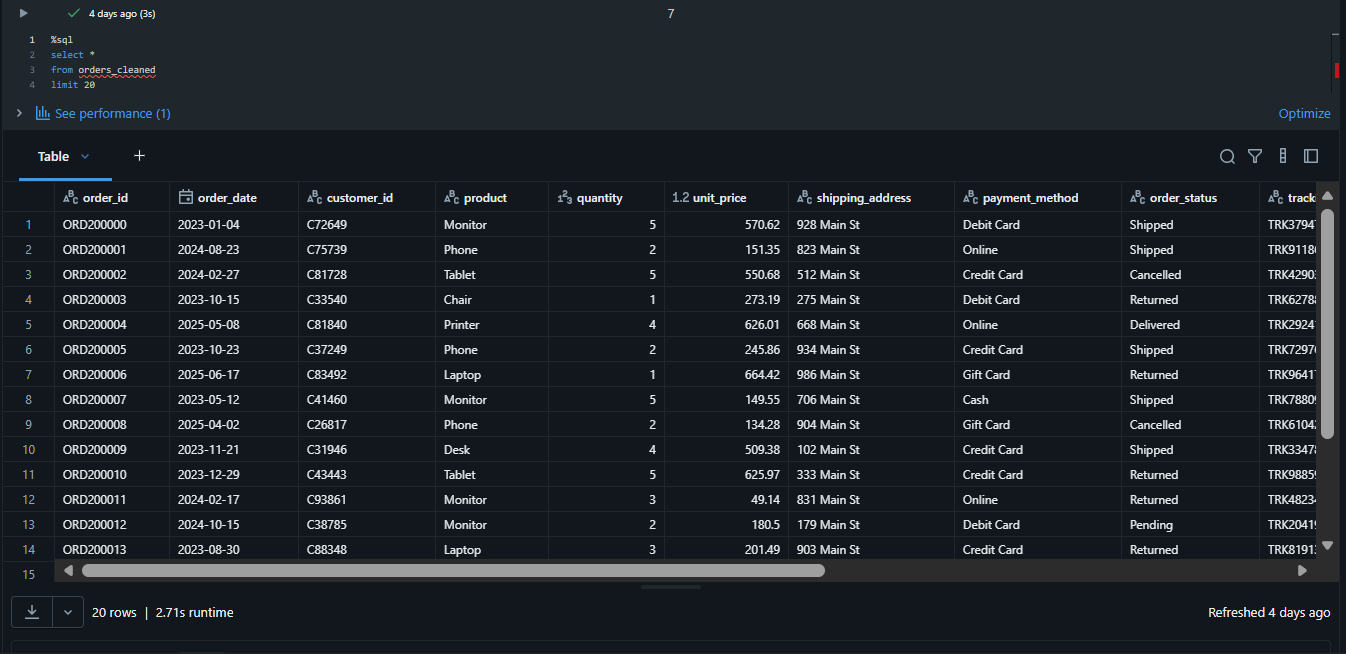 4 days ago (3s)
7
1 %sql
2 select *
3 from orders_cleaned
4 limit 20
See performance (1)
Optimize
Table
order_id order_date customer_id product quantity 1.2 unit_price shipping_address payment_method order_status
1 ORD200000 2023-01-04 C72649 Monitor 5 570.62 928 Main St Debit Card Shipped
2 ORD200001 2024-08-23 C75739 Phone 2 151.35 823 Main St Online Shipped
3 ORD200002 2024-02-27 C81728 Tablet 5 550.68 512 Main St Credit Card Cancelled
4 ORD200003 2023-10-15 C33540 Chair 1 273.19 275 Main St Debit Card Returned
5 ORD200004 2025-05-08 C81840 Printer 4 626.01 668 Main St Online Delivered
6 ORD200005 2023-10-23 C37249 Phone 2 245.86 934 Main St Credit Card Shipped
7 ORD200006 2025-06-17 C83492 Laptop 1 664.42 986 Main St Gift Card Returned
8 ORD200007 2023-05-12 C41460 Monitor 5 149.55 706 Main St Cash Shipped
9 ORD200008 2025-04-02 C26817 Phone 2 134.28 904 Main St Gift Card Cancelled
10 ORD200009 2023-11-21 C31946 Desk 4 509.38 102 Main St Credit Card Shipped
11 ORD200010 2023-12-29 C43443 Tablet 5 625.97 333 Main St Credit Card Returned
12 ORD200011 2024-02-17 C93861 Monitor 3 49.14 831 Main St Online Returned
13 ORD200012 2024-10-15 C38785 Monitor 2 180.5 179 Main St Debit Card Pending
14 ORD200013 2023-08-30 C88348 Laptop 3 201.49 903 Main St Credit Card Returned
15
20 rows | 2.71s runtime
Refreshed 4 days ago